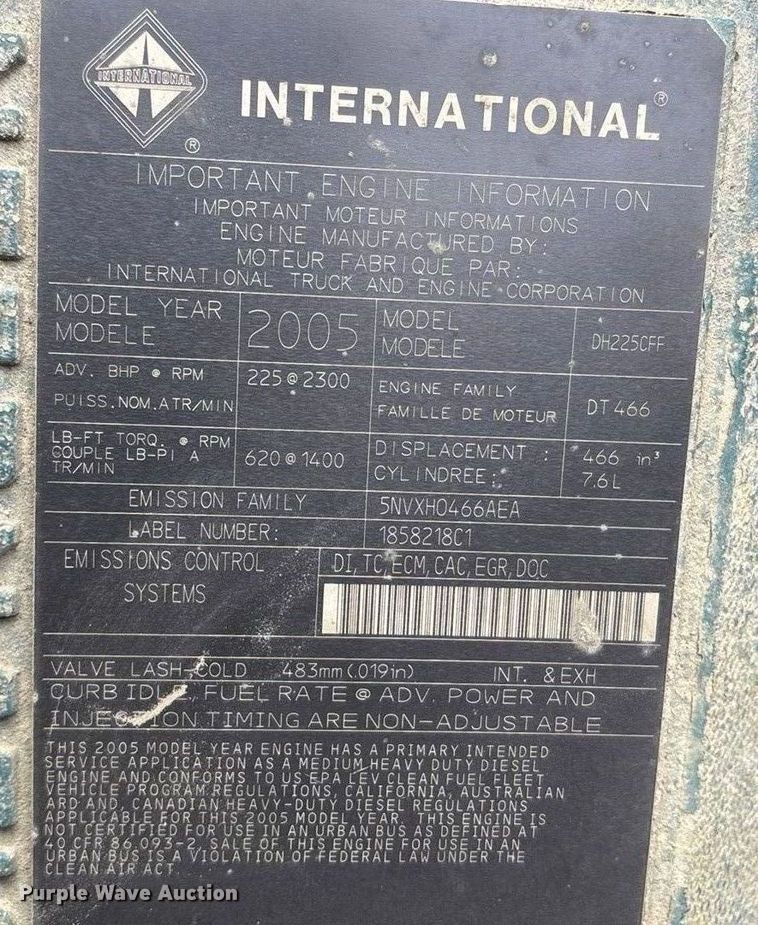 INTERNATIONAL
®
INTERNATIONAL®
IMPORTANT ENGINE INFORMATION
IMPORTANT MOTEUR INFORMATIONS
ENGINE MANUFACTURED BY:
MOTEUR FABRIQUE PAR:
INTERNATIONAL TRUCK AND ENGINE CORPORATION
MODEL YEAR
MODELE
2005
MODEL
MODELE
DH225CFF
ADV. BHP @ RPM
PUISS.NOM.ATR/MIN
225@2300
ENGINE FAMILY
FAMILLE DE MOTEUR
DT466
LB-FT TORQ. @ RPM
COUPLE LB-PI A
TR/MIN
620@1400
DISPLACEMENT :
CYLINDREE:
466 in³
7.6L
EMISSION FAMILY
5NVXH0466AEA
LABEL NUMBER:
1858218C1
EMISSIONS CONTROL
SYSTEMS
DI,TC,ECM,CAC,EGR,DOC
VALVE LASH-COLD .483mm(.019in) INT. &EXH
CURB IDLE, FUEL RATE @ ADV. POWER AND
INJECTION TIMING ARE NON-ADJUSTABLE
THIS 2005 MODEL YEAR ENGINE HAS A PRIMARY INTENDED
SERVICE APPLICATION AS A MEDIUM HEAVY DUTY DIESEL
ENGINE AND CONFORMS TO US EPA LEV CLEAN FUEL FLEET
VEHICLE PROGRAM REGULATIONS, CALIFORNIA, AUSTRALIAN
ARD AND, CANADIAN HEAVY-DUTY DIESEL REGULATIONS
APPLICABLE FOR THIS 2005 MODEL YEAR. THIS ENGINE IS
NOT CERTIFIED FOR USE IN AN URBAN BUS AS DEFINED AT
40 CFR 86.093-2. SALE OF THIS ENGINE FOR USE IN AN
URBAN BUS IS A VIOLATION OF FEDERAL LAW UNDER THE
CLEAN AIR ACT.
Purple Wave Auction